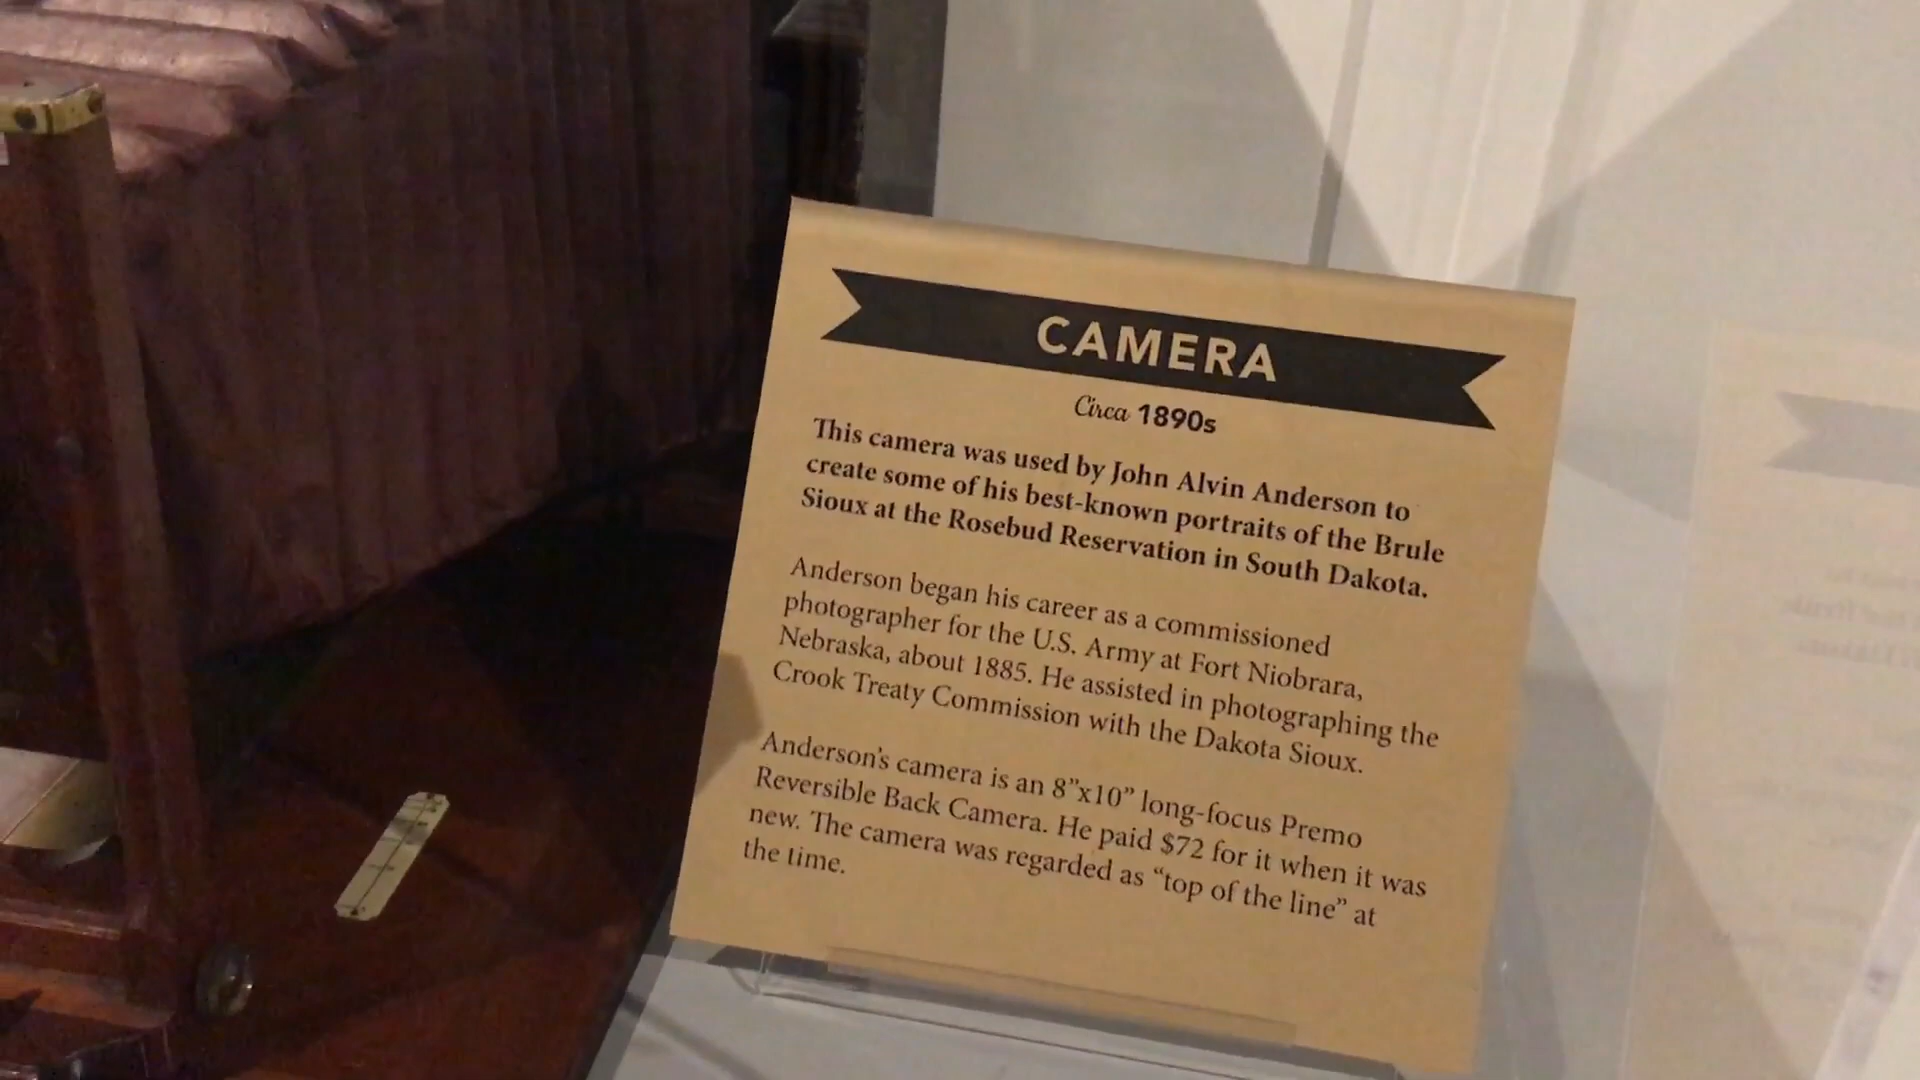 CAMERA
Circa 1890s
This camera was used by John Alvin Anderson to
create some of his best-known portraits of the Brule
Sioux at the Rosebud Reservation in South Dakota.
Anderson began his career as a commissioned
photographer for the U.S. Army at Fort Niobrara,
Nebraska, about 1885. He assisted in photographing the
Crook Treaty Commission with the Dakota Sioux.
Anderson’s camera is an 8”x10” long-focus Premo
Reversible Back Camera. He paid $72 for it when it was
new. The camera was regarded as “top of the line” at
the time.